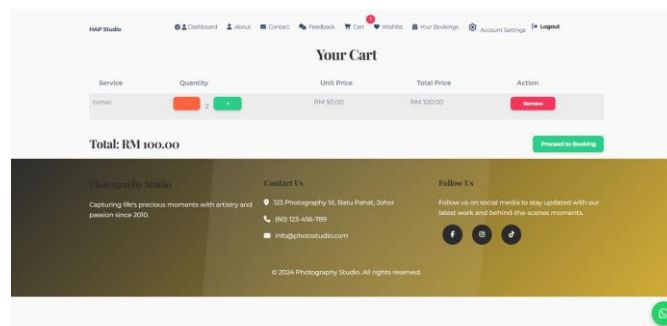 HAP Studio
Dashboard About Contact Feedback Cart 1 Wishlist Your Bookings Account Settings Logout
Your Cart
Service Quantity Unit Price Total Price Action
convo - 2 + RM 50.00 RM 100.00 Remove
Total: RM 100.00
Proceed to Booking
Photography Studio
Capturing life's precious moments with artistry and
passion since 2010.
Contact Us
123 Photography St, Batu Pahat, Johor
(60) 123-456-789
info@photostudio.com
Follow Us
Follow us on social media to stay updated with our
latest work and behind-the-scenes moments.
© 2024 Photography Studio. All rights reserved.